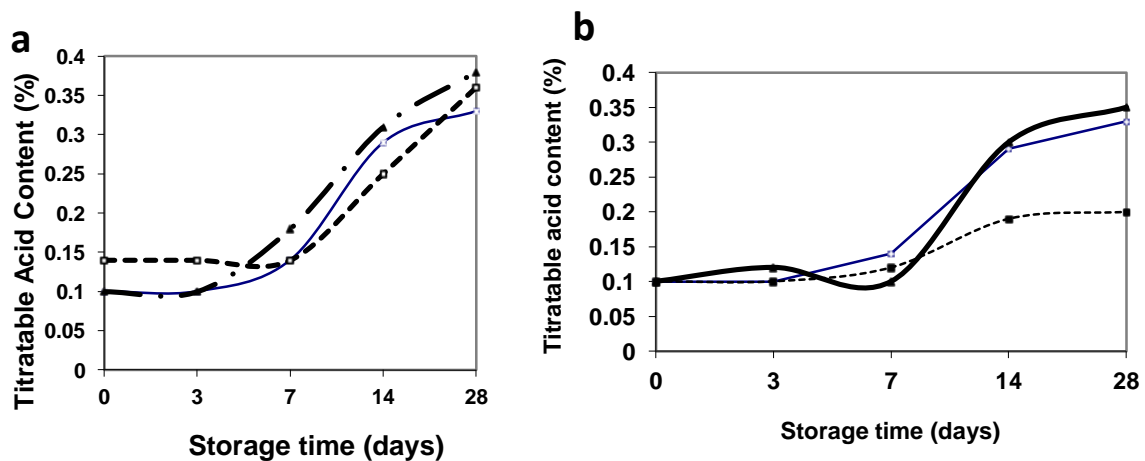 a
Titratable Acid Content (%)
0.4
0.35
0.3
0.25
0.2
0.15
0.1
0.05
0
0 3 7 14 28
Storage time (days)
b
Titratable acid content (%)
0.4
0.35
0.3
0.25
0.2
0.15
0.1
0.05
0
0 3 7 14 28
Storage time (days)